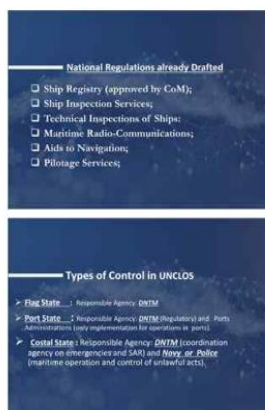 National Regulations already Drafted
❑ Ship Registry (approved by CoM);
❑ Ship Inspection Services;
❑ Technical Inspections of Ships:
❑ Maritime Radio-Communications;
❑ Aids to Navigation;
❑ Pilotage Services;
Types of Control in UNCLOS
➢ Flag State : Responsible Agency: DNTM
➢ Port State : Responsible Agency: DNTM (Regulatory) and Ports
Administrations (only implementation for operations in ports).
➢ Costal State : Responsible Agency: DNTM (coordination
agency on emergencies and SAR) and Navy or Police
(maritime operation and control of unlawful acts).